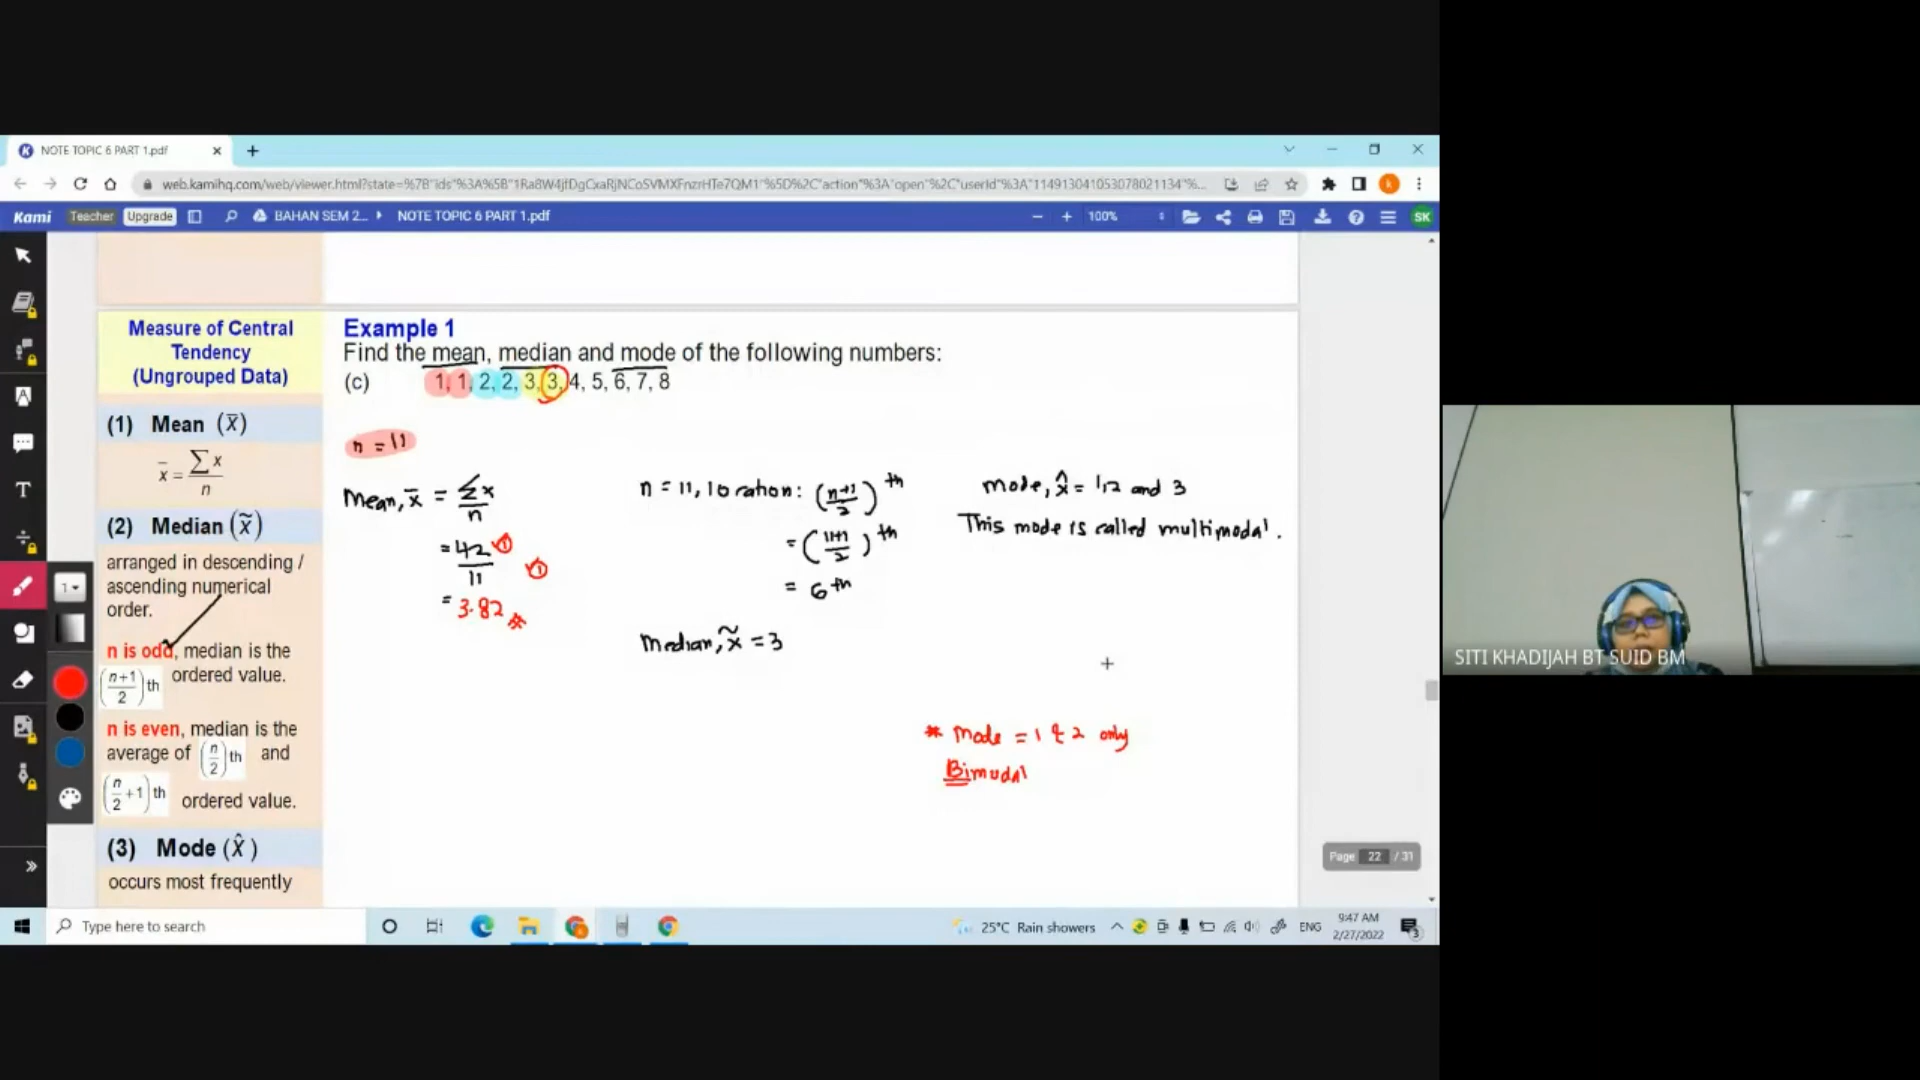 NOTE TOPIC 6 PART 1.pdf
web.kamihq.com/web/viewer.html?state=%7B"ids"%3A%5B"1Ra8W4jfDgCxaRjNCoSVMXFnzrHTe7QM1"%5D%2C"action"%3A"open"%2C"userId"%3A"114913041053078021134"%...
Kami Teacher Upgrade BAHAN SEM 2... NOTE TOPIC 6 PART 1.pdf 100% SK
Measure of Central
Tendency
(Ungrouped Data)
(1) Mean (x̄)
x̄ = ∑x / n
(2) Median (x̃)
arranged in descending /
ascending numerical
order.
n is odd, median is the
((n+1)/2)th ordered value.
n is even, median is the
average of (n/2)th and
(n/2 +1)th ordered value.
(3) Mode (x̂)
occurs most frequently
Example 1
Find the mean, median and mode of the following numbers:
(c) 1, 1, 2, 2, 3, 3, 4, 5, 6, 7, 8
n = 11
Mean, x̄ = ∑x / n
= 42 / 11
= 3.82 *
n = 11, location: ((n+1)/2)th
= ((11+1)/2)th
= 6th
Median, x̃ = 3
mode, x̂ = 1,2 and 3
This mode is called multimodal.
* Mode = 1 & 2 only
Bimodal
Page 22 / 31
SITI KHADIJAH BT SUID BM
Type here to search
25°C Rain showers
ENG
9:47 AM
2/27/2022
3